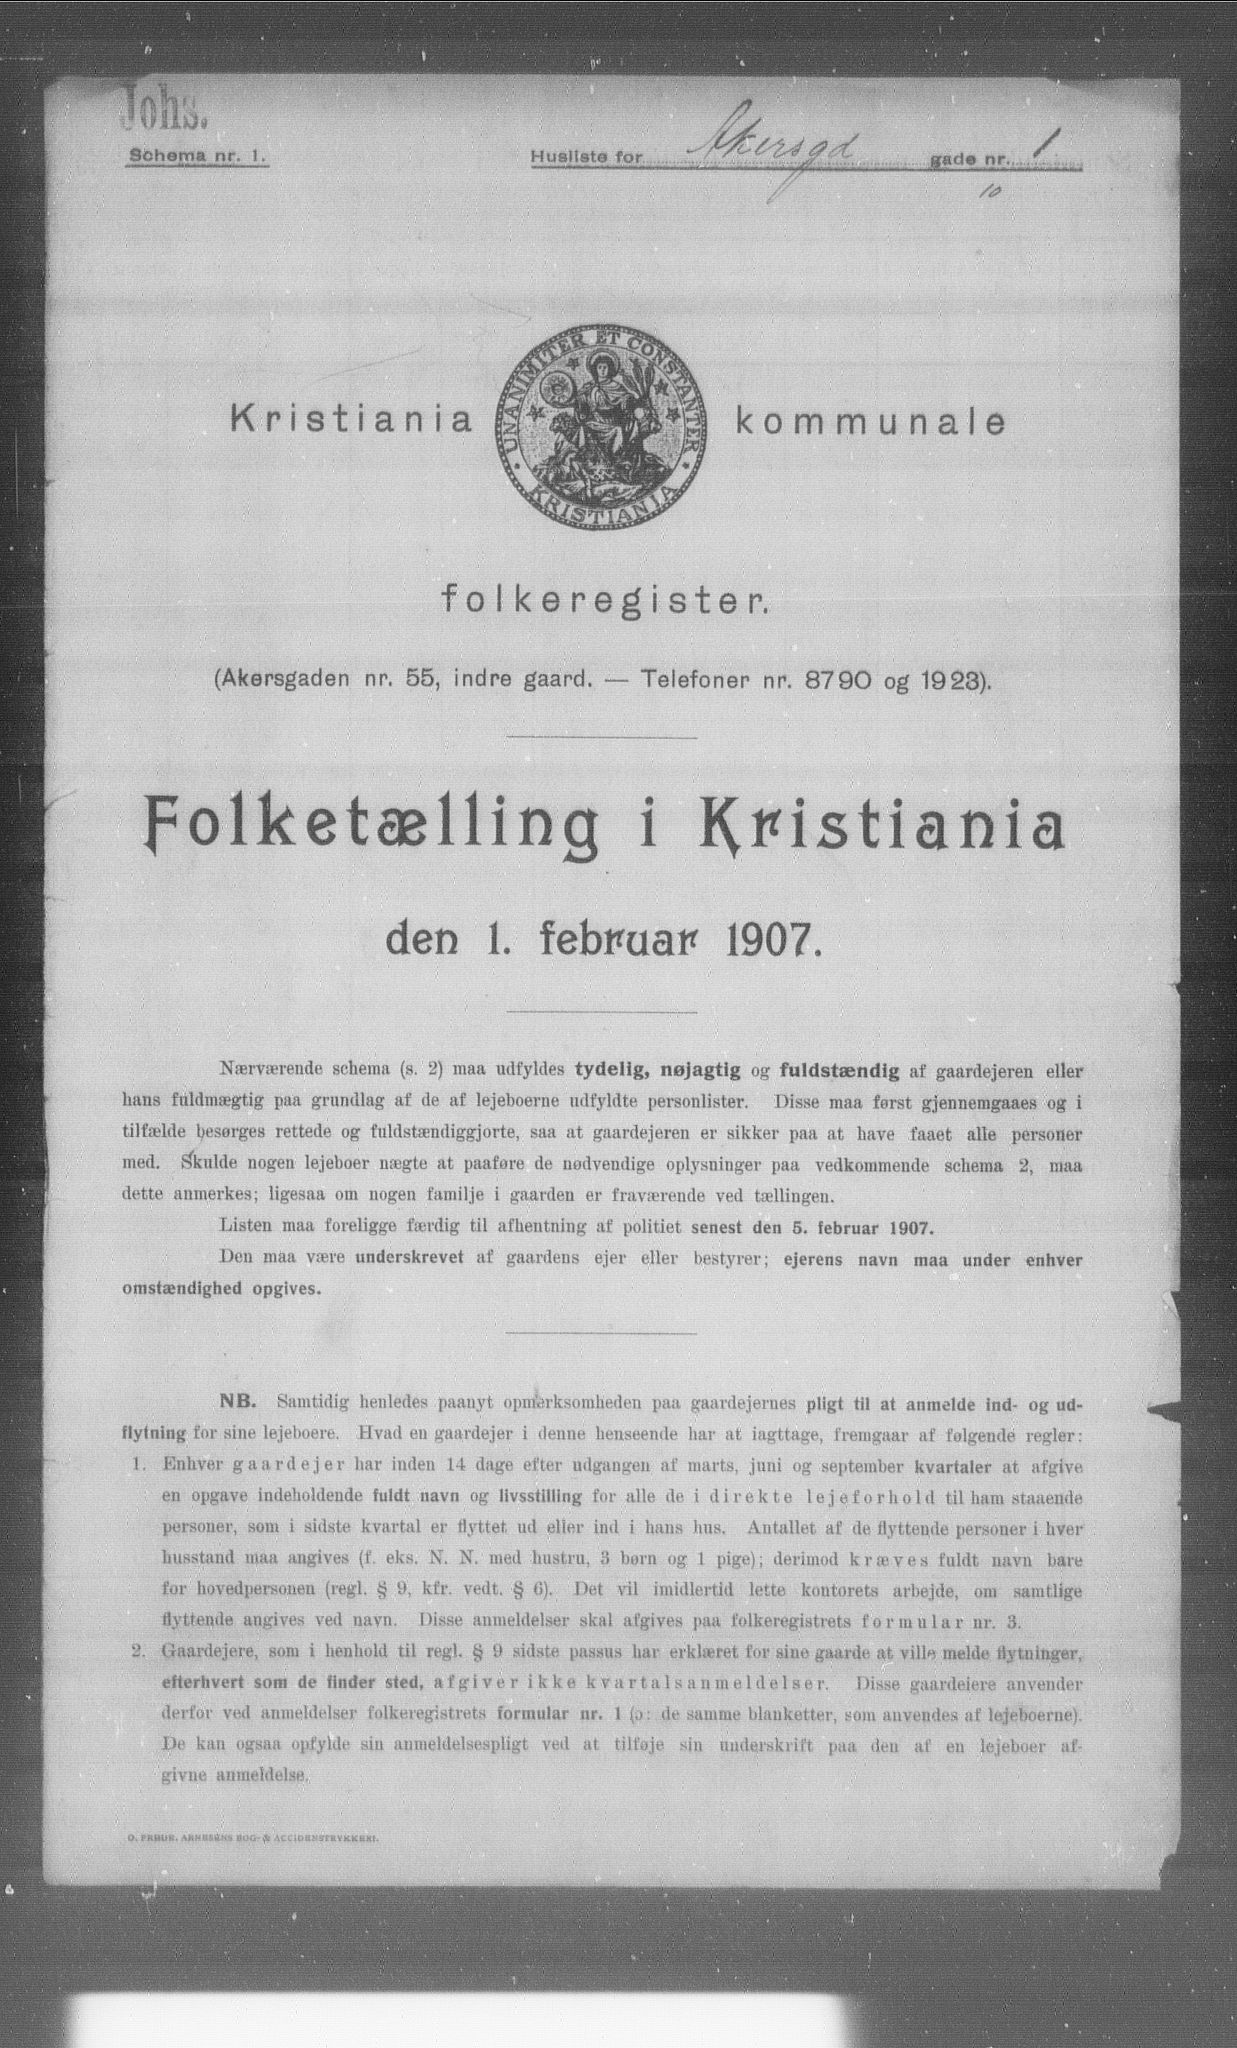 Johs.
Schema nr. 1.
Husliste for Akersgd gade nr. 1
10
UNANIMITER ET CONSTANTER
KRISTIANIA
Kristiania kommunale
folkeregister.
(Akersgaden nr. 55, indre gaard. — Telefoner nr. 8790 og 1923).
Folketælling i Kristiania
den 1. februar 1907.
Nærværende schema (s. 2) maa udfyldes tydelig, nøjagtig og fuldstændig af gaardejeren eller
hans fuldmægtig paa grundlag af de af lejeboerne udfyldte personlister. Disse maa først gjennemgaaes og i
tilfælde besørges rettede og fuldstændiggjorte, saa at gaardejeren er sikker paa at have faaet alle personer
med. Skulde nogen lejeboer nægte at paaføre de nødvendige oplysninger paa vedkommende schema 2, maa
dette anmerkes; ligesaa om nogen familje i gaarden er fraværende ved tællingen.
Listen maa foreligge færdig til afhentning af politiet senest den 5. februar 1907.
Den maa være underskrevet af gaardens ejer eller bestyrer; ejerens navn maa under enhver
omstændighed opgives.
NB. Samtidig henledes paanyt opmerksomheden paa gaardejernes pligt til at anmelde ind- og ud-
flytning for sine lejeboere. Hvad en gaardejer i denne henseende har at iagttage, fremgaar af følgende regler:
1. Enhver gaardejer har inden 14 dage efter udgangen af marts, juni og september kvartaler at afgive
en opgave indeholdende fuldt navn og livsstilling for alle de i direkte lejeforhold til ham staaende
personer, som i sidste kvartal er flyttet ud eller ind i hans hus. Antallet af de flyttende personer i hver
husstand maa angives (f. eks. N. N. med hustru, 3 børn og 1 pige); derimod kræves fuldt navn bare
for hovedpersonen (regl. § 9, kfr. vedt. § 6). Det vil imidlertid lette kontorets arbejde, om samtlige
flyttende angives ved navn. Disse anmeldelser skal afgives paa folkeregistrets formular nr. 3.
2. Gaardejere, som i henhold til regl. § 9 sidste passus har erklæret for sine gaarde at ville melde flytninger,
efterhvert som de finder sted, afgiver ikke kvartalsanmeldelser. Disse gaardeiere anvender
derfor ved anmeldelser folkeregistrets formular nr. 1 (ɔ: de samme blanketter, som anvendes af lejeboerne).
De kan ogsaa opfylde sin anmeldelsespligt ved at tilføje sin underskrift paa den af en lejeboer af-
givne anmeldelse.
O. FREDR. ARNESENS BOG- & ACCIDENSTRYKKERI.